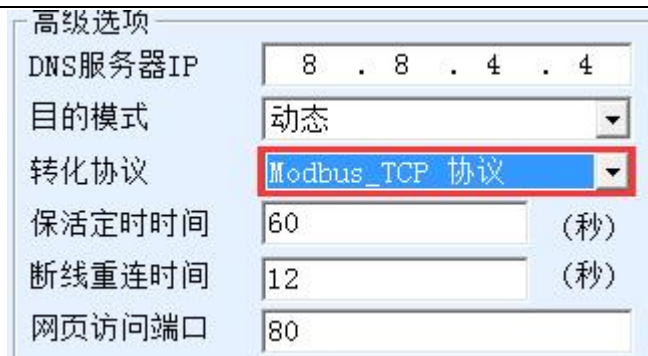 高级选项
DNS服务器IP 8 . 8 . 4 . 4
目的模式 动态
转化协议 Modbus_TCP 协议
保活定时时间 60 (秒)
断线重连时间 12 (秒)
网页访问端口 80